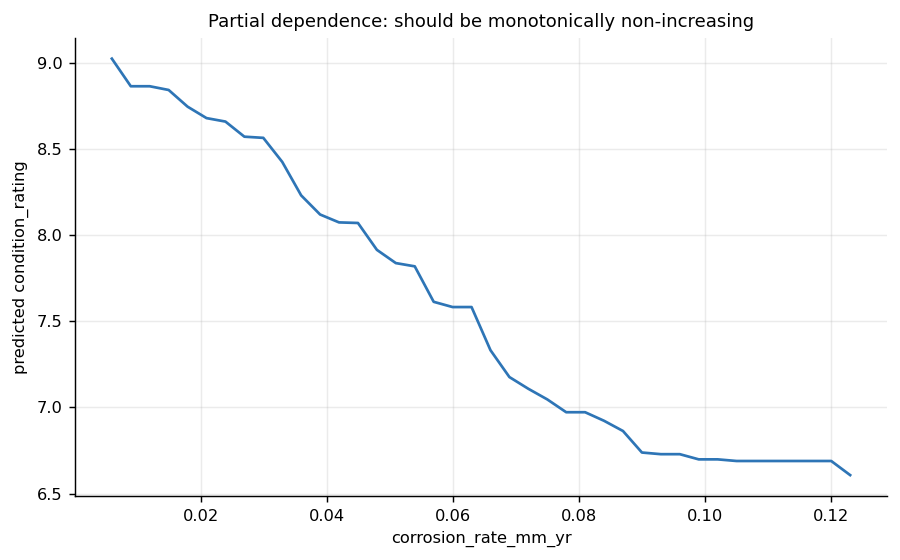 Partial dependence: should be monotonically non-increasing
9.0
8.5
8.0
7.5
7.0
6.5
predicted condition_rating
0.02 0.04 0.06 0.08 0.10 0.12
corrosion_rate_mm_yr